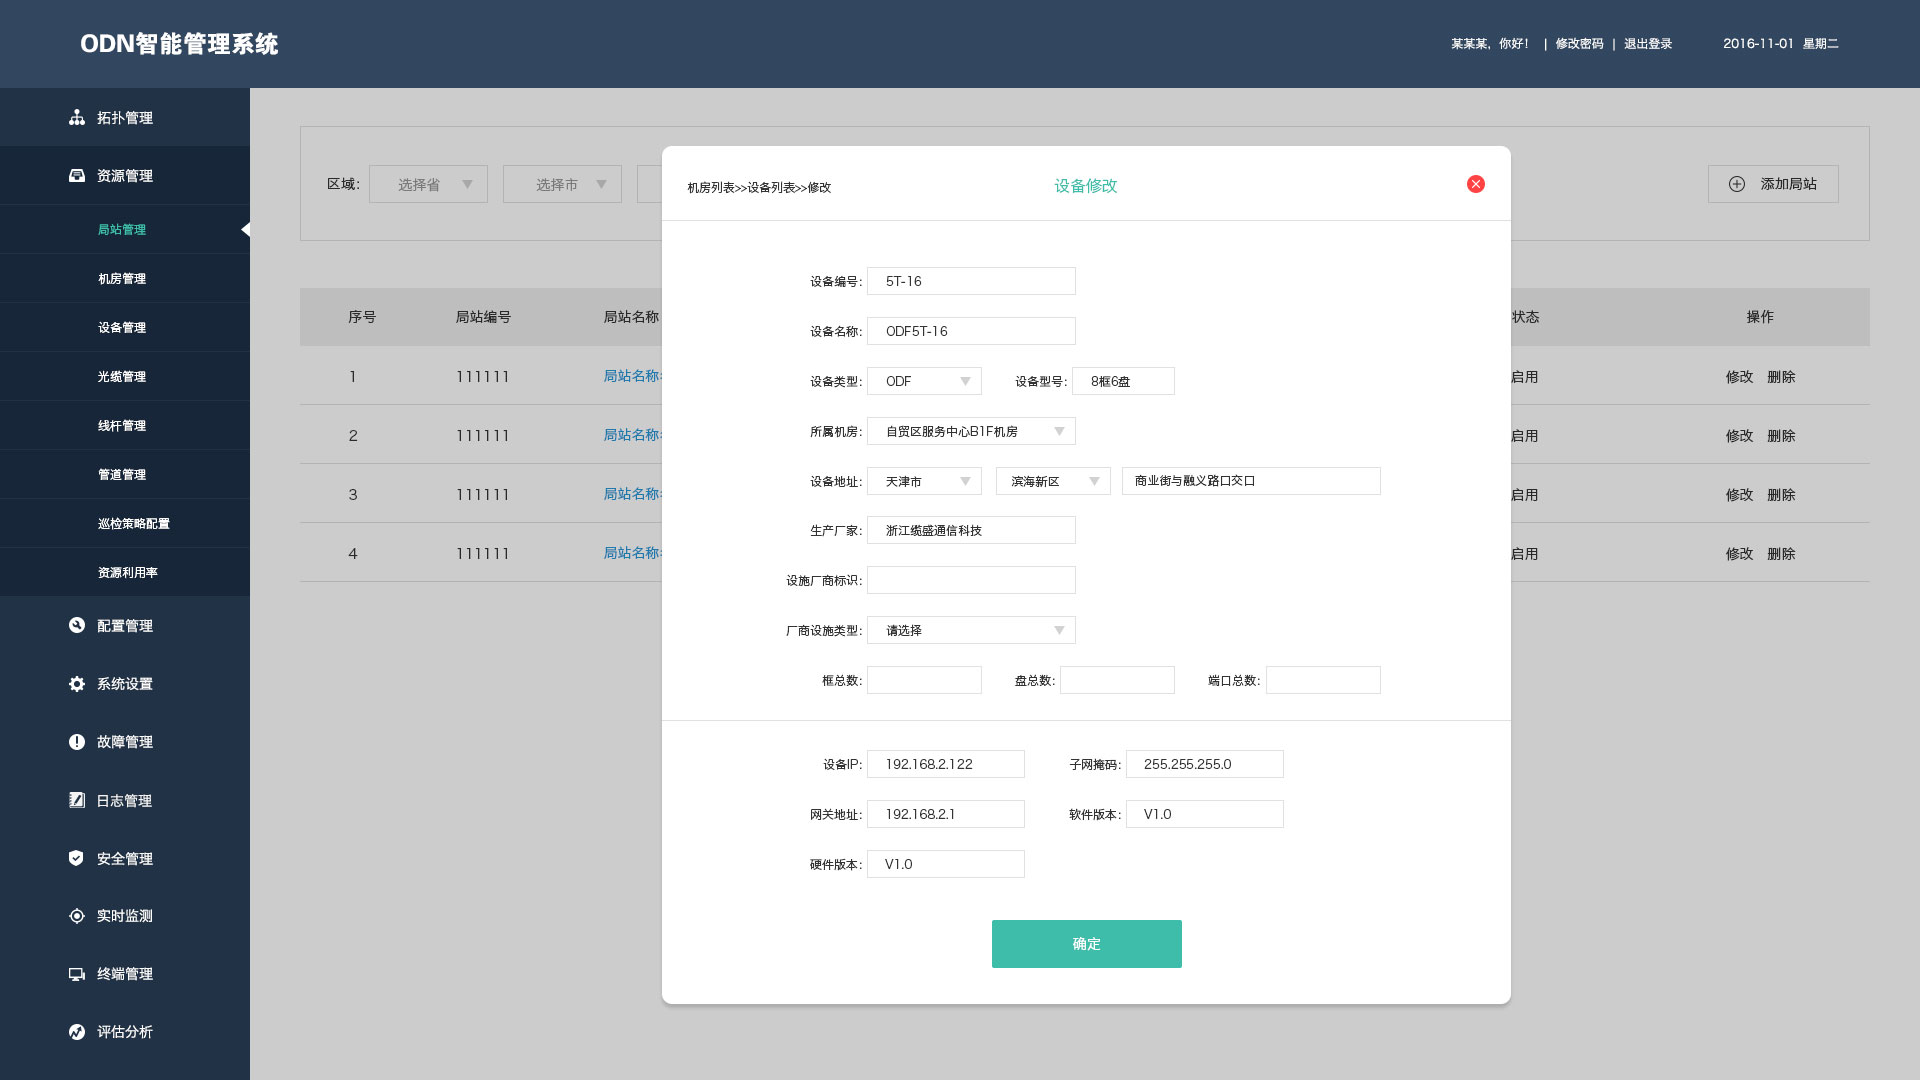 ODN智能管理系统
某某某，你好！ | 修改密码 | 退出登录 2016-11-01 星期二
拓扑管理
资源管理
局站管理
机房管理
设备管理
光缆管理
线杆管理
管道管理
巡检策略配置
资源利用率
配置管理
系统设置
故障管理
日志管理
安全管理
实时监测
终端管理
评估分析
区域： 选择省 选择市
添加局站
序号 局站编号 局站名称 状态 操作
1 111111 局站名称 启用 修改 删除
2 111111 局站名称 启用 修改 删除
3 111111 局站名称 启用 修改 删除
4 111111 局站名称 启用 修改 删除
机房列表>>设备列表>>修改
设备修改
设备编号： 5T-16
设备名称： ODF5T-16
设备类型： ODF 设备型号： 8框6盘
所属机房： 自贸区服务中心B1F机房
设备地址： 天津市 滨海新区 商业街与融义路口交口
生产厂家： 浙江缆盛通信科技
设施厂商标识：
厂商设施类型： 请选择
框总数： 盘总数： 端口总数：
设备IP： 192.168.2.122 子网掩码： 255.255.255.0
网关地址： 192.168.2.1 软件版本： V1.0
硬件版本： V1.0
确定